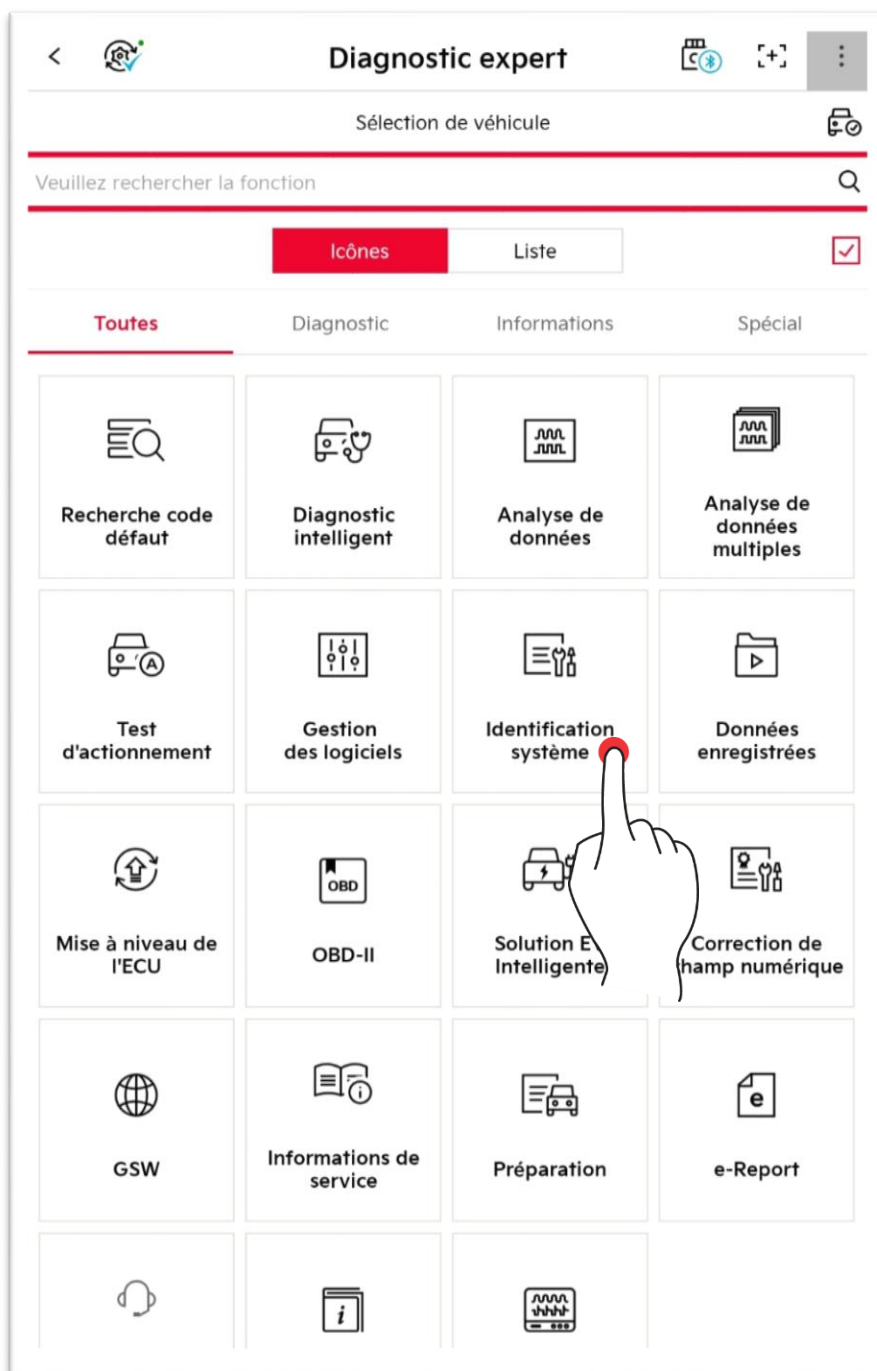 Diagnostic expert
Sélection de véhicule
Veuillez rechercher la fonction
Icônes
Liste
Toutes
Diagnostic
Informations
Spécial
Recherche code
défaut
Diagnostic
intelligent
Analyse de
données
Analyse de
données
multiples
A
Test
d'actionnement
Gestion
des logiciels
Identification
système
Données
enregistrées
Mise à niveau de
l'ECU
OBD
OBD-II
Solution
Intelligente
Correction de
numérique
GSW
i
Informations de
service
Préparation
e
e-Report
i